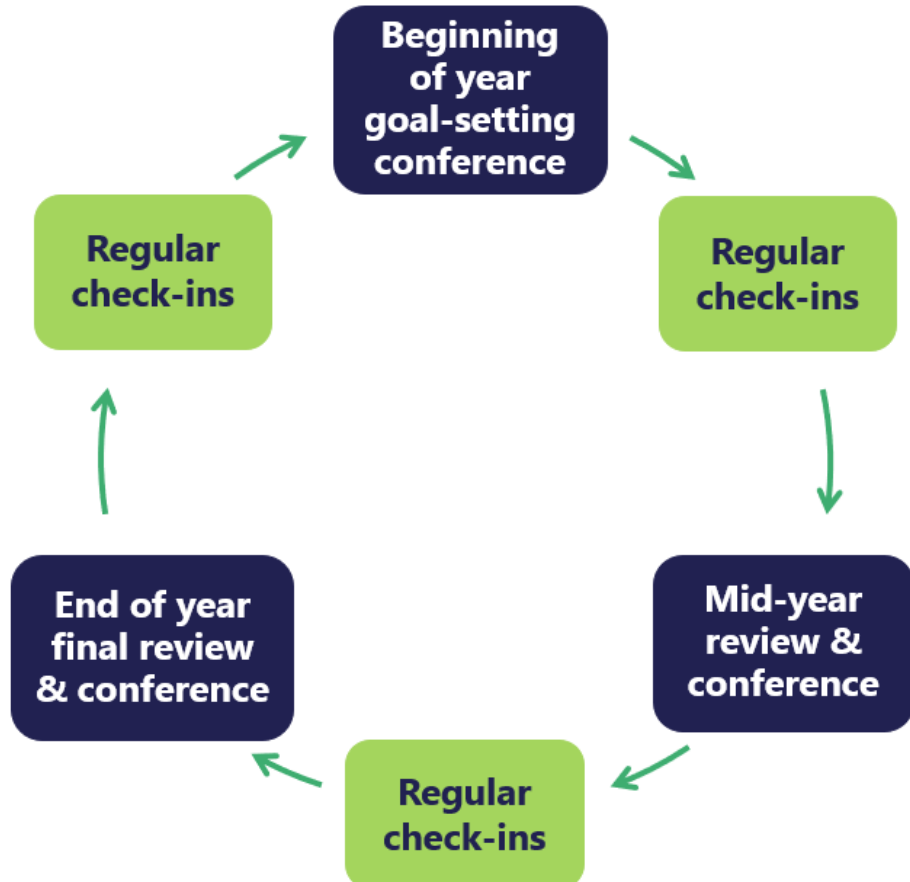 Beginning
of year
goal-setting
conference
Regular
check-ins
Mid-year
review &
conference
Regular
check-ins
End of year
final review
& conference
Regular
check-ins